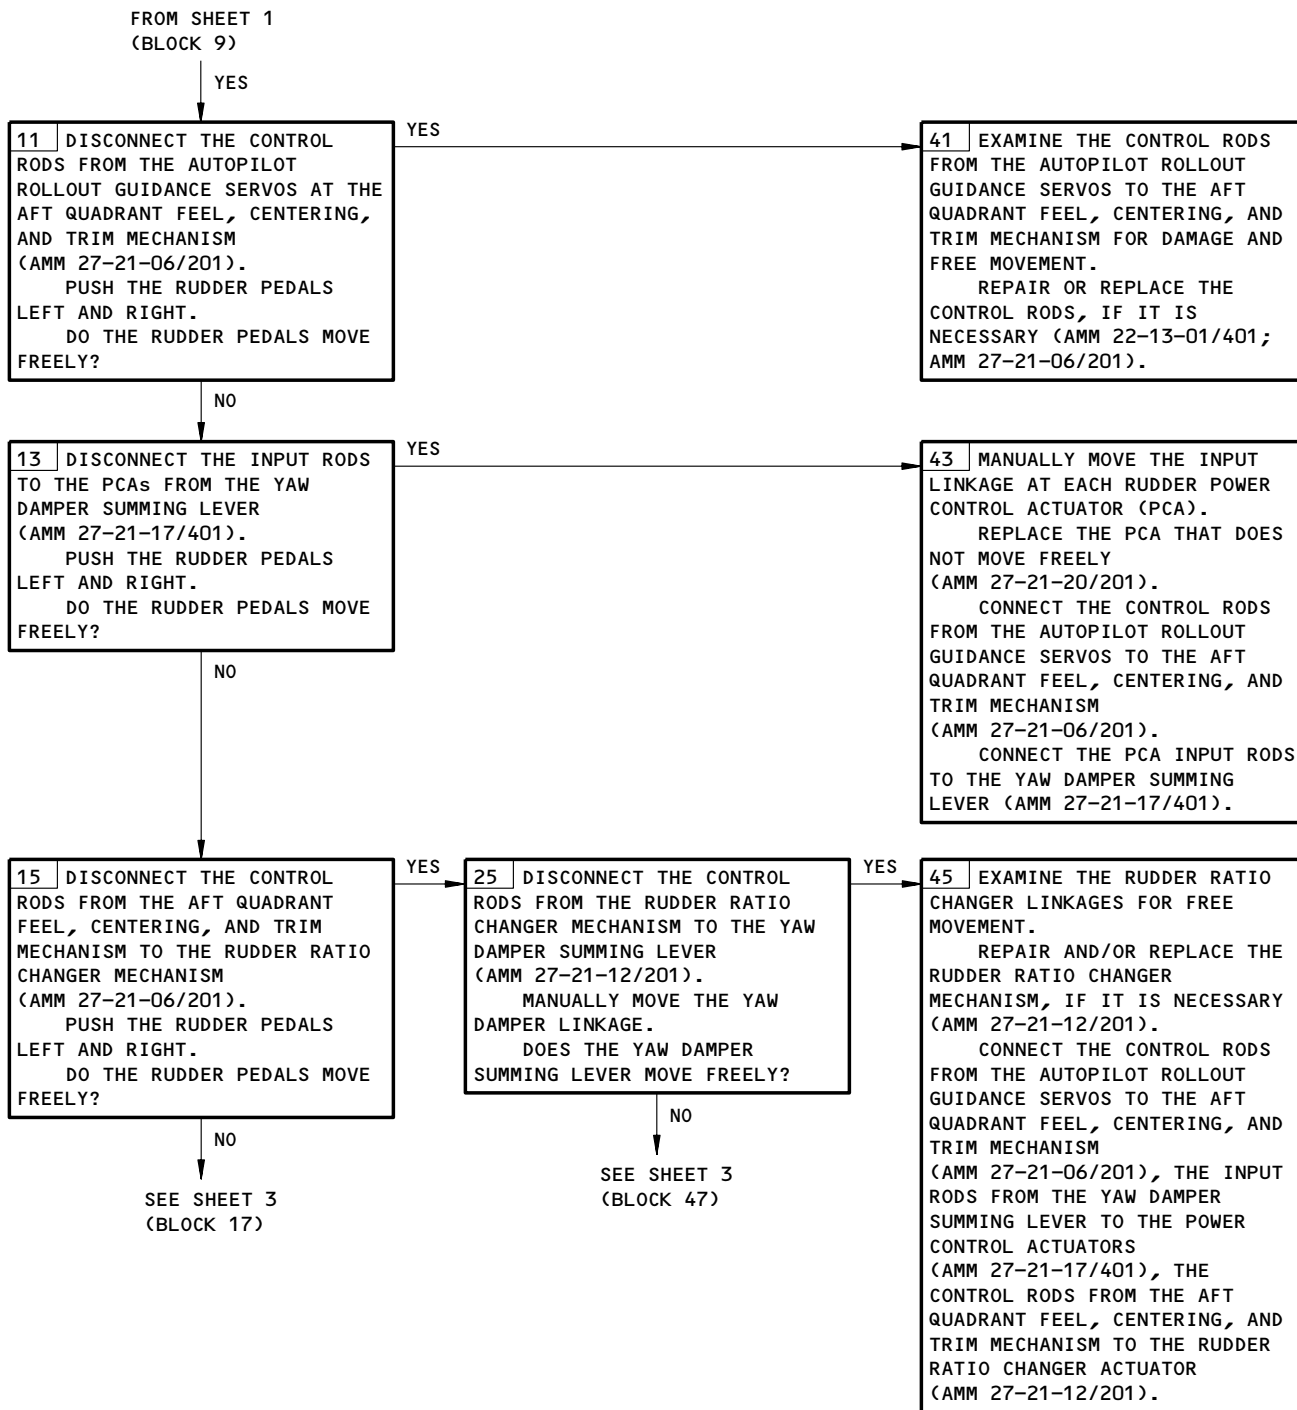 FROM SHEET 1
(BLOCK 9)
YES
11 DISCONNECT THE CONTROL
RODS FROM THE AUTOPILOT
ROLLOUT GUIDANCE SERVOS AT THE
AFT QUADRANT FEEL, CENTERING,
AND TRIM MECHANISM
(AMM 27-21-06/201).
PUSH THE RUDDER PEDALS
LEFT AND RIGHT.
DO THE RUDDER PEDALS MOVE
FREELY?
YES
41 EXAMINE THE CONTROL RODS
FROM THE AUTOPILOT ROLLOUT
GUIDANCE SERVOS TO THE AFT
QUADRANT FEEL, CENTERING, AND
TRIM MECHANISM FOR DAMAGE AND
FREE MOVEMENT.
REPAIR OR REPLACE THE
CONTROL RODS, IF IT IS
NECESSARY (AMM 22-13-01/401;
AMM 27-21-06/201).
NO
13 DISCONNECT THE INPUT RODS
TO THE PCAs FROM THE YAW
DAMPER SUMMING LEVER
(AMM 27-21-17/401).
PUSH THE RUDDER PEDALS
LEFT AND RIGHT.
DO THE RUDDER PEDALS MOVE
FREELY?
YES
43 MANUALLY MOVE THE INPUT
LINKAGE AT EACH RUDDER POWER
CONTROL ACTUATOR (PCA).
REPLACE THE PCA THAT DOES
NOT MOVE FREELY
(AMM 27-21-20/201).
CONNECT THE CONTROL RODS
FROM THE AUTOPILOT ROLLOUT
GUIDANCE SERVOS TO THE AFT
QUADRANT FEEL, CENTERING, AND
TRIM MECHANISM
(AMM 27-21-06/201).
CONNECT THE PCA INPUT RODS
TO THE YAW DAMPER SUMMING
LEVER (AMM 27-21-17/401).
NO
15 DISCONNECT THE CONTROL
RODS FROM THE AFT QUADRANT
FEEL, CENTERING, AND TRIM
MECHANISM TO THE RUDDER RATIO
CHANGER MECHANISM
(AMM 27-21-06/201).
PUSH THE RUDDER PEDALS
LEFT AND RIGHT.
DO THE RUDDER PEDALS MOVE
FREELY?
YES
25 DISCONNECT THE CONTROL
RODS FROM THE RUDDER RATIO
CHANGER MECHANISM TO THE YAW
DAMPER SUMMING LEVER
(AMM 27-21-12/201).
MANUALLY MOVE THE YAW
DAMPER LINKAGE.
DOES THE YAW DAMPER
SUMMING LEVER MOVE FREELY?
YES
45 EXAMINE THE RUDDER RATIO
CHANGER LINKAGES FOR FREE
MOVEMENT.
REPAIR AND/OR REPLACE THE
RUDDER RATIO CHANGER
MECHANISM, IF IT IS NECESSARY
(AMM 27-21-12/201).
CONNECT THE CONTROL RODS
FROM THE AUTOPILOT ROLLOUT
GUIDANCE SERVOS TO THE AFT
QUADRANT FEEL, CENTERING, AND
TRIM MECHANISM
(AMM 27-21-06/201), THE INPUT
RODS FROM THE YAW DAMPER
SUMMING LEVER TO THE POWER
CONTROL ACTUATORS
(AMM 27-21-17/401), THE
CONTROL RODS FROM THE AFT
QUADRANT FEEL, CENTERING, AND
TRIM MECHANISM TO THE RUDDER
RATIO CHANGER ACTUATOR
(AMM 27-21-12/201).
NO
SEE SHEET 3
(BLOCK 17)
NO
SEE SHEET 3
(BLOCK 47)